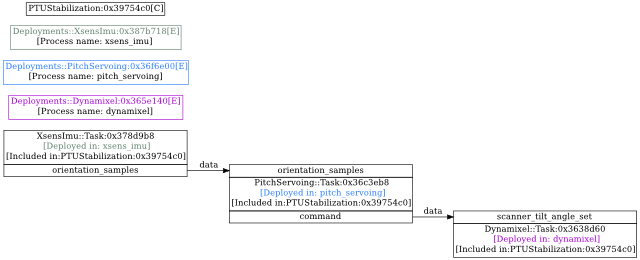 PTUStabilization:0x39754c0[C]
Deployments::XsensImu:0x387b718[E]
[Process name: xsens_imu]
Deployments::PitchServoing:0x36f6e00[E]
[Process name: pitch_servoing]
Deployments::Dynamixel:0x365e140[E]
[Process name: dynamixel]
XsensImu::Task:0x378d9b8
[Deployed in: xsens_imu]
[Included in:PTUStabilization:0x39754c0]
orientation_samples
data
orientation_samples
PitchServoing::Task:0x36c3eb8
[Deployed in: pitch_servoing]
[Included in:PTUStabilization:0x39754c0]
command
data
scanner_tilt_angle_set
Dynamixel::Task:0x3638d60
[Deployed in: dynamixel]
[Included in:PTUStabilization:0x39754c0]